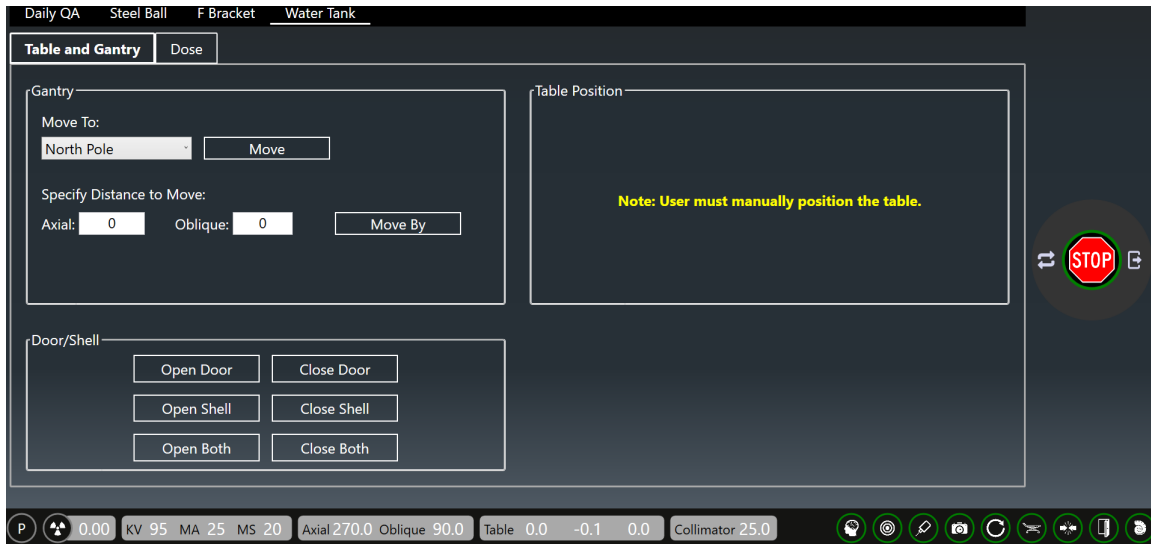 Daily QA Steel Ball F Bracket Water Tank
Table and Gantry Dose
Gantry
Move To:
North Pole Move
Specify Distance to Move:
Axial: 0 Oblique: 0 Move By
Table Position
Note: User must manually position the table.
STOP
Door/Shell
Open Door Close Door
Open Shell Close Shell
Open Both Close Both
P 0.00 KV 95 MA 25 MS 20 Axial 270.0 Oblique 90.0 Table 0.0 -0.1 0.0 Collimator 25.0